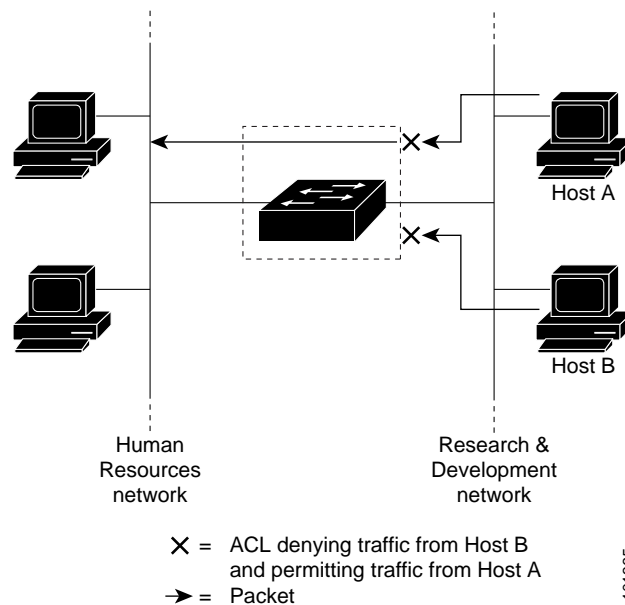 Host A
Host B
Human
Resources
network
Research &
Development
network
= ACL denying traffic from Host B
and permitting traffic from Host A
= Packet